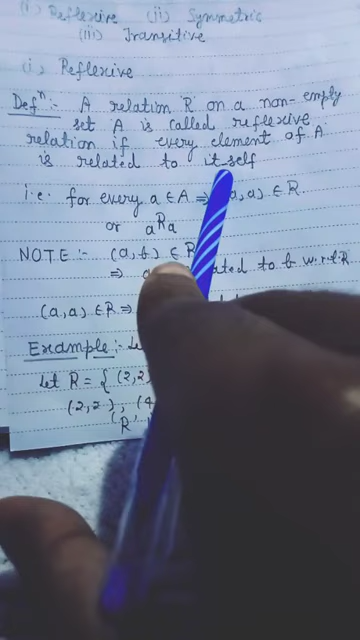 (i) Reflexive (ii) Symmetric
(iii) Transitive
(i) Reflexive
Defⁿ:- A relation R on a non-empty
set A is called reflexive
relation if every element of A
is related to itself
i.e. for every a ∈ A ⇒ (a, a) ∈ R
or aRa
NOTE:- (a, b) ∈ R
⇒ a related to b w.r.t. R
(a, a) ∈ R ⇒
Example:-
Let R = { (2,2)
(2,2), (4
'R'